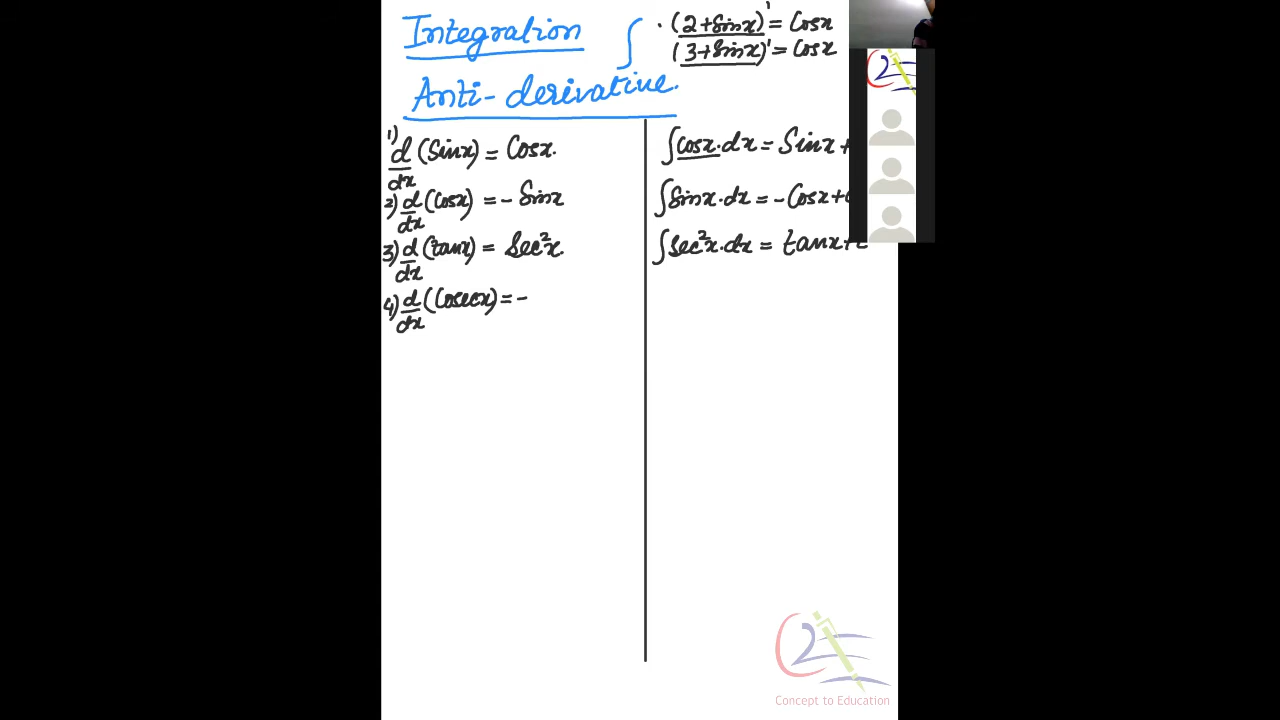 Integration ∫
Anti-derivative.
(2+Sinx)' = Cosx
(3+Sinx)' = Cosx
1) d/dx (Sinx) = Cosx.
∫Cosx.dx = Sinx +
2) d/dx (Cosx) = - Sinx
∫Sinx.dx = -Cosx+c
3) d/dx (tanx) = Sec²x.
∫Sec²x.dx = tanx+c
4) d/dx (Cosecx) = -
Concept to Education